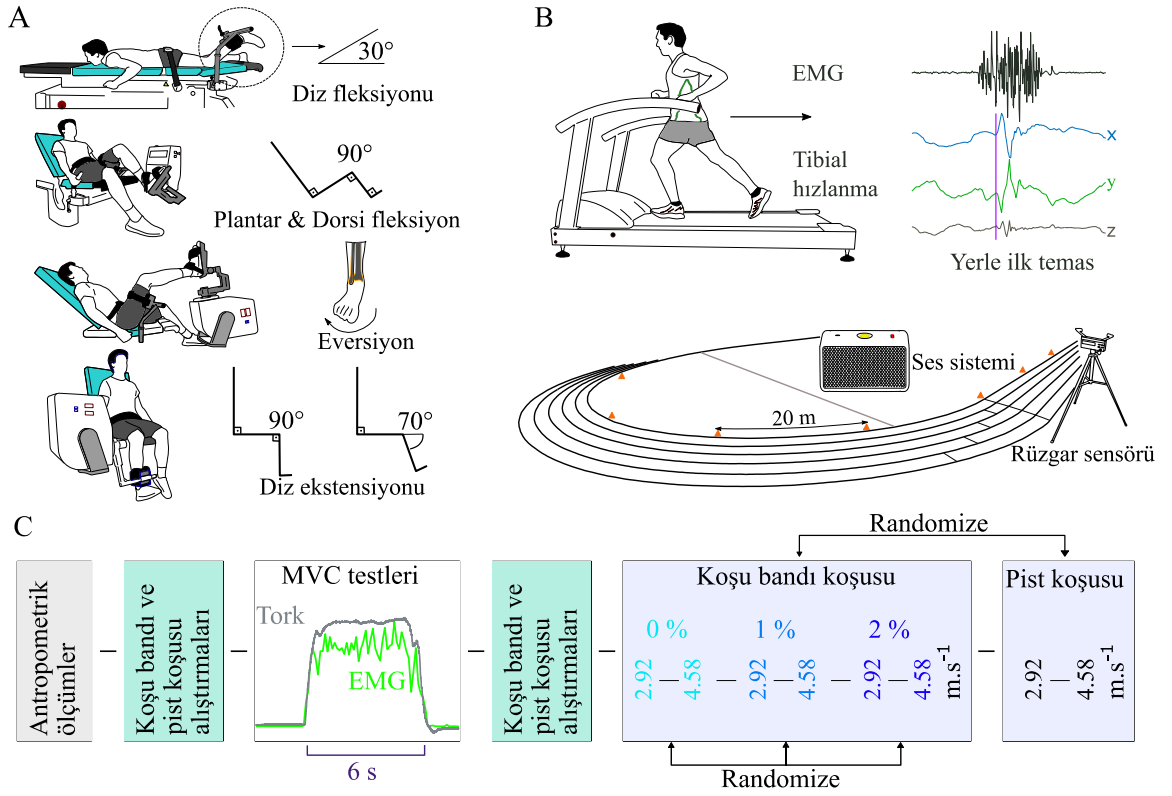 A
30°
Diz fleksiyonu
90°
Plantar & Dorsi fleksiyon
Eversiyon
90°
70°
Diz ekstensiyonu
B
EMG
Tibial
hızlanma
x
y
z
Yerle ilk temas
Ses sistemi
20 m
Rüzgar sensörü
C
Randomize
Antropometrik
ölçümler
Koşu bandı ve
pist koşusu
alıştırmaları
MVC testleri
Tork
EMG
6 s
Koşu bandı ve
pist koşusu
alıştırmaları
Koşu bandı koşusu
0 %
1 %
2 %
2.92
4.58
2.92
4.58
2.92
4.58
m.s⁻¹
Randomize
Pist koşusu
2.92
4.58
m.s⁻¹